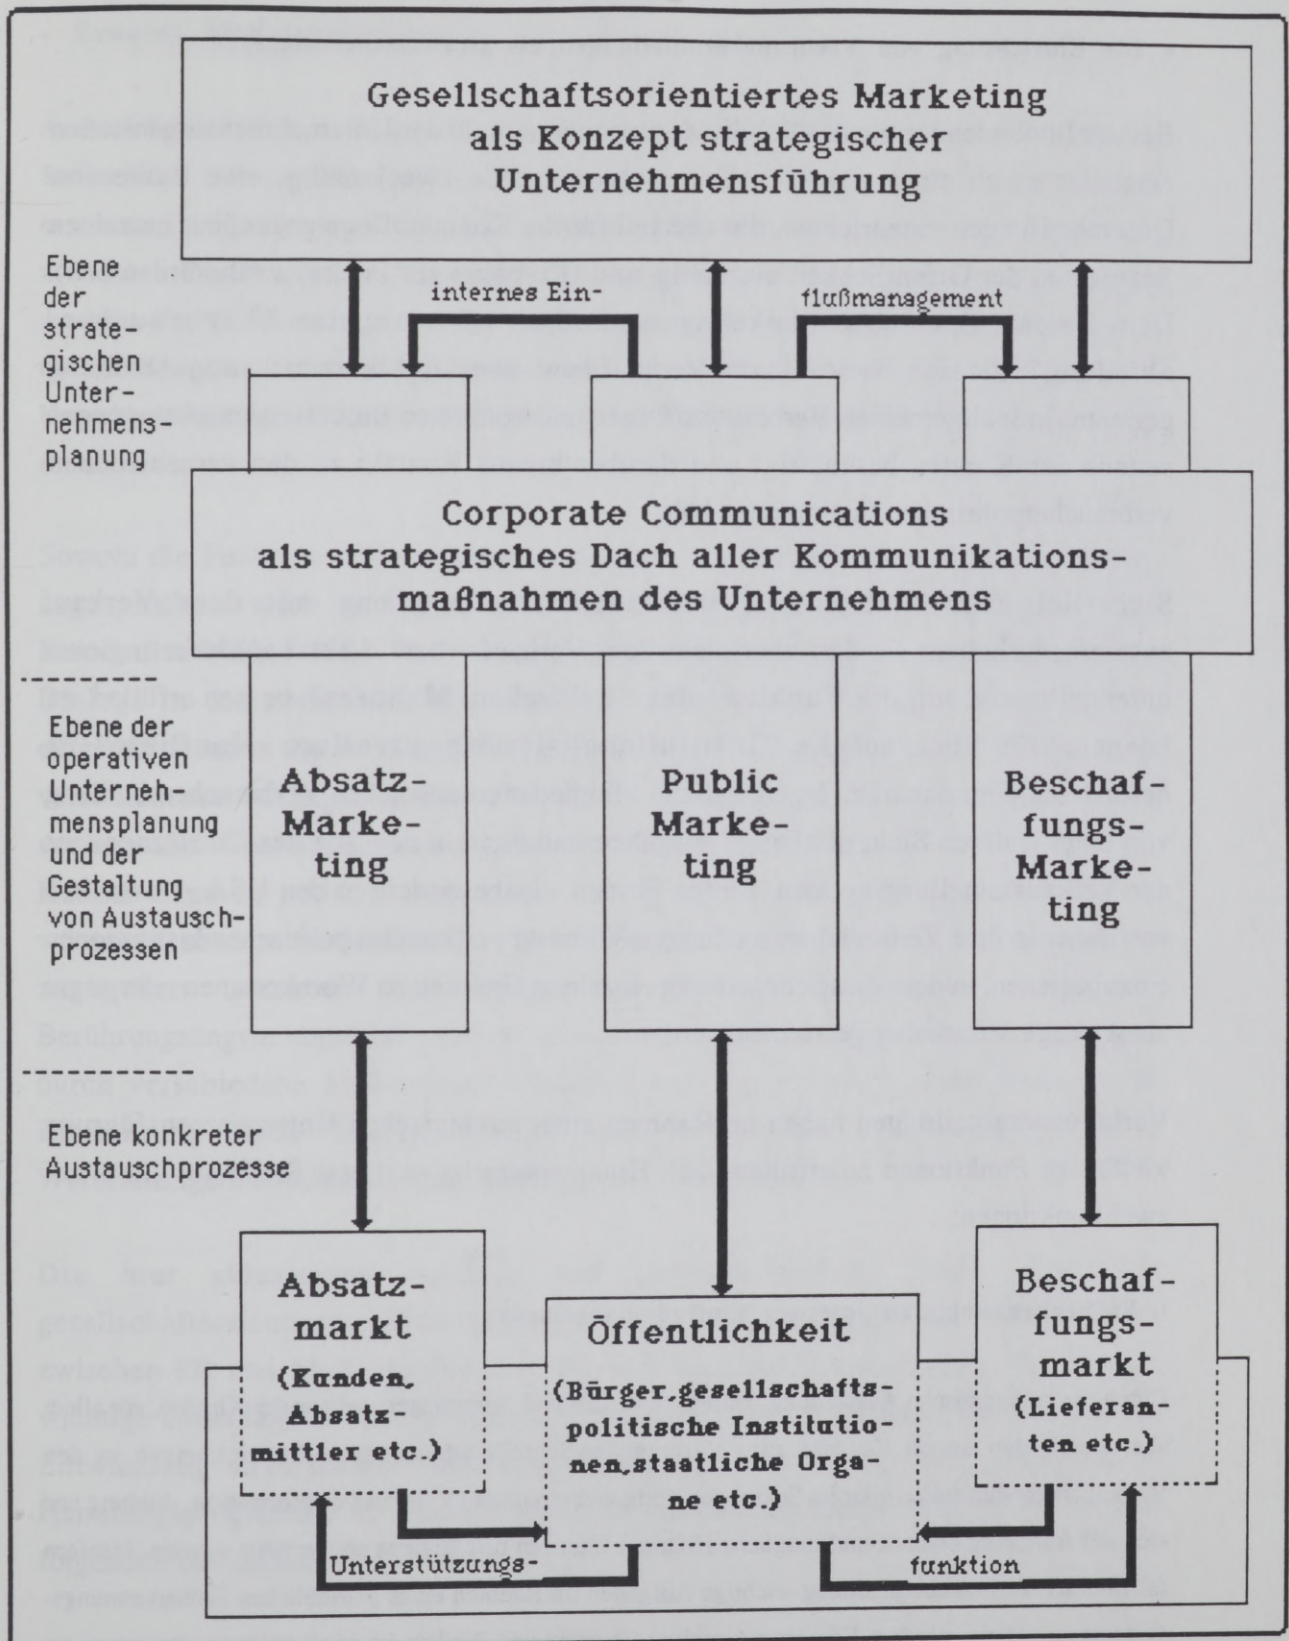 Gesellschaftsorientiertes Marketing
als Konzept strategischer
Unternehmensführung
Ebene
der
strate-
gischen
Unter-
nehmens-
planung
internes Ein-
flußmanagement
Corporate Communications
als strategisches Dach aller Kommunikations-
maßnahmen des Unternehmens
Ebene der
operativen
Unterneh-
mensplanung
und der
Gestaltung
von Austausch-
prozessen
Absatz-
Marke-
ting
Public
Marke-
ting
Beschaf-
fungs-
Marke-
ting
Ebene konkreter
Austauschprozesse
Absatz-
markt
(Kunden,
Absatz-
mittler etc.)
Öffentlichkeit
(Bürger,gesellschafts-
politische Institutio-
nen,staatliche Orga-
ne etc.)
Beschaf-
fungs-
markt
(Lieferan-
ten etc.)
Unterstützungs-
funktion